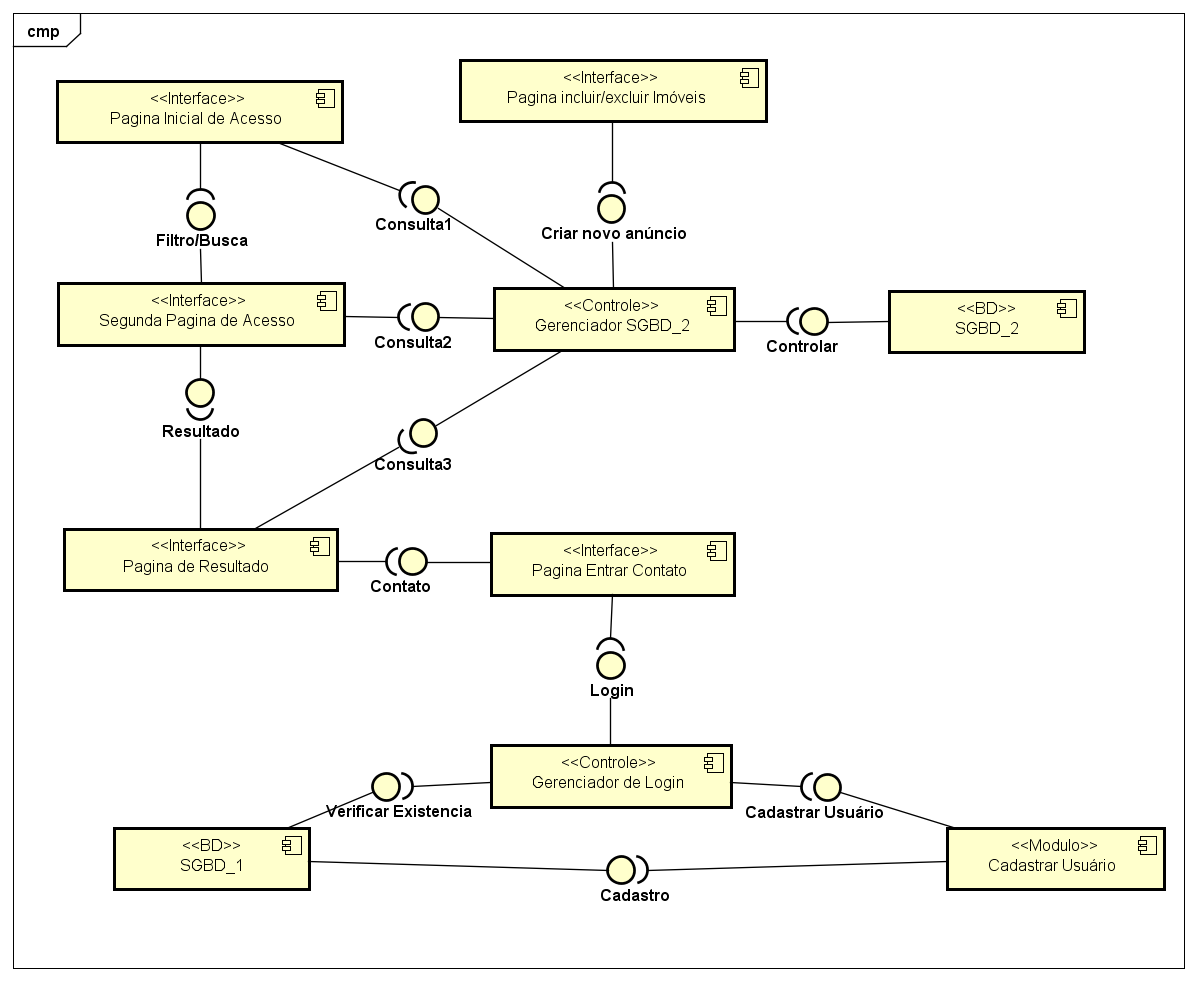 cmp
<<Interface>>
Pagina Inicial de Acesso
<<Interface>>
Pagina incluir/excluir Imóveis
Consulta1
Filtro/Busca
Criar novo anúncio
<<Interface>>
Segunda Pagina de Acesso
Consulta2
<<Controle>>
Gerenciador SGBD_2
Controlar
<<BD>>
SGBD_2
Resultado
Consulta3
<<Interface>>
Pagina de Resultado
Contato
<<Interface>>
Pagina Entrar Contato
Login
<<Controle>>
Gerenciador de Login
Verificar Existencia
Cadastrar Usuário
<<BD>>
SGBD_1
Cadastro
<<Modulo>>
Cadastrar Usuário